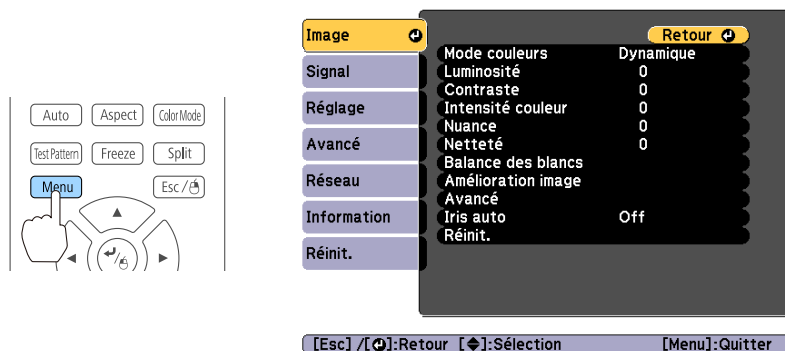 Auto Aspect Color Mode
Test Pattern Freeze Split
Menu Esc /
Image
Signal
Réglage
Avancé
Réseau
Information
Réinit.
Retour
Mode couleurs Dynamique
Luminosité 0
Contraste 0
Intensité couleur 0
Nuance 0
Netteté 0
Balance des blancs
Amélioration image
Avancé
Iris auto Off
Réinit.
[Esc] /[⏎]:Retour [◆]:Sélection [Menu]:Quitter